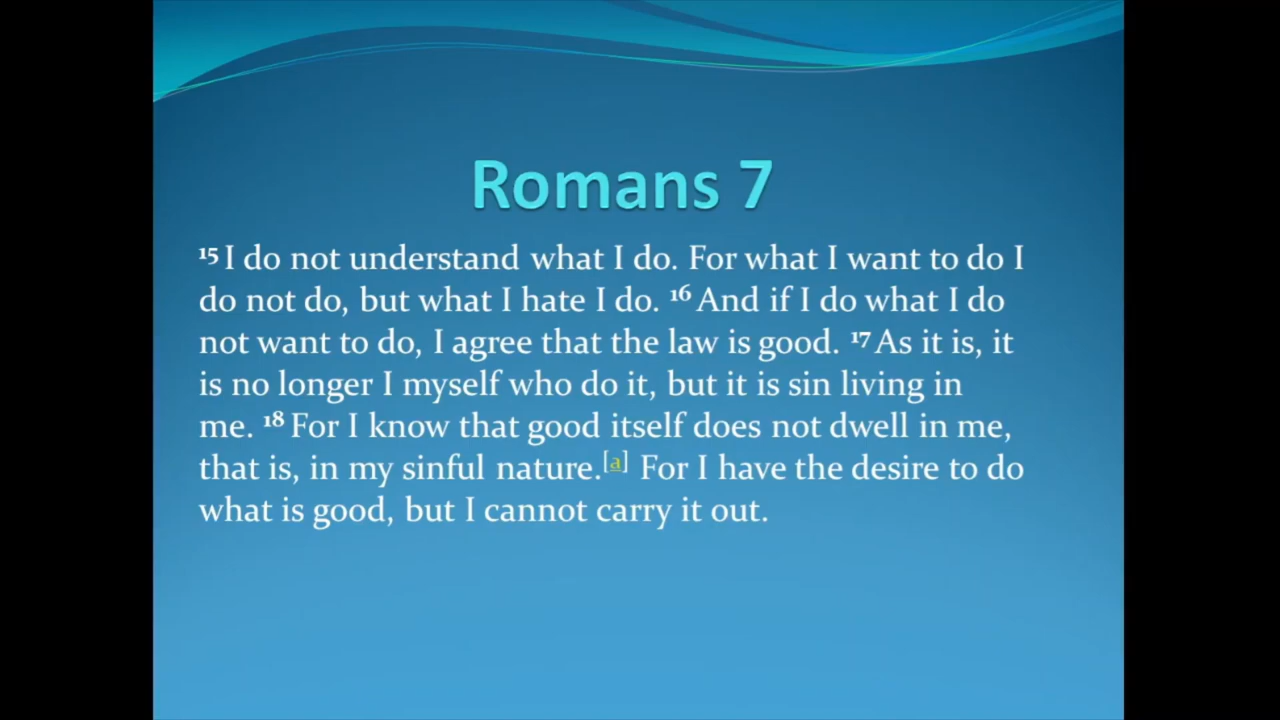 Romans 7
15 I do not understand what I do. For what I want to do I
do not do, but what I hate I do. 16 And if I do what I do
not want to do, I agree that the law is good. 17 As it is, it
is no longer I myself who do it, but it is sin living in
me. 18 For I know that good itself does not dwell in me,
that is, in my sinful nature.[a] For I have the desire to do
what is good, but I cannot carry it out.